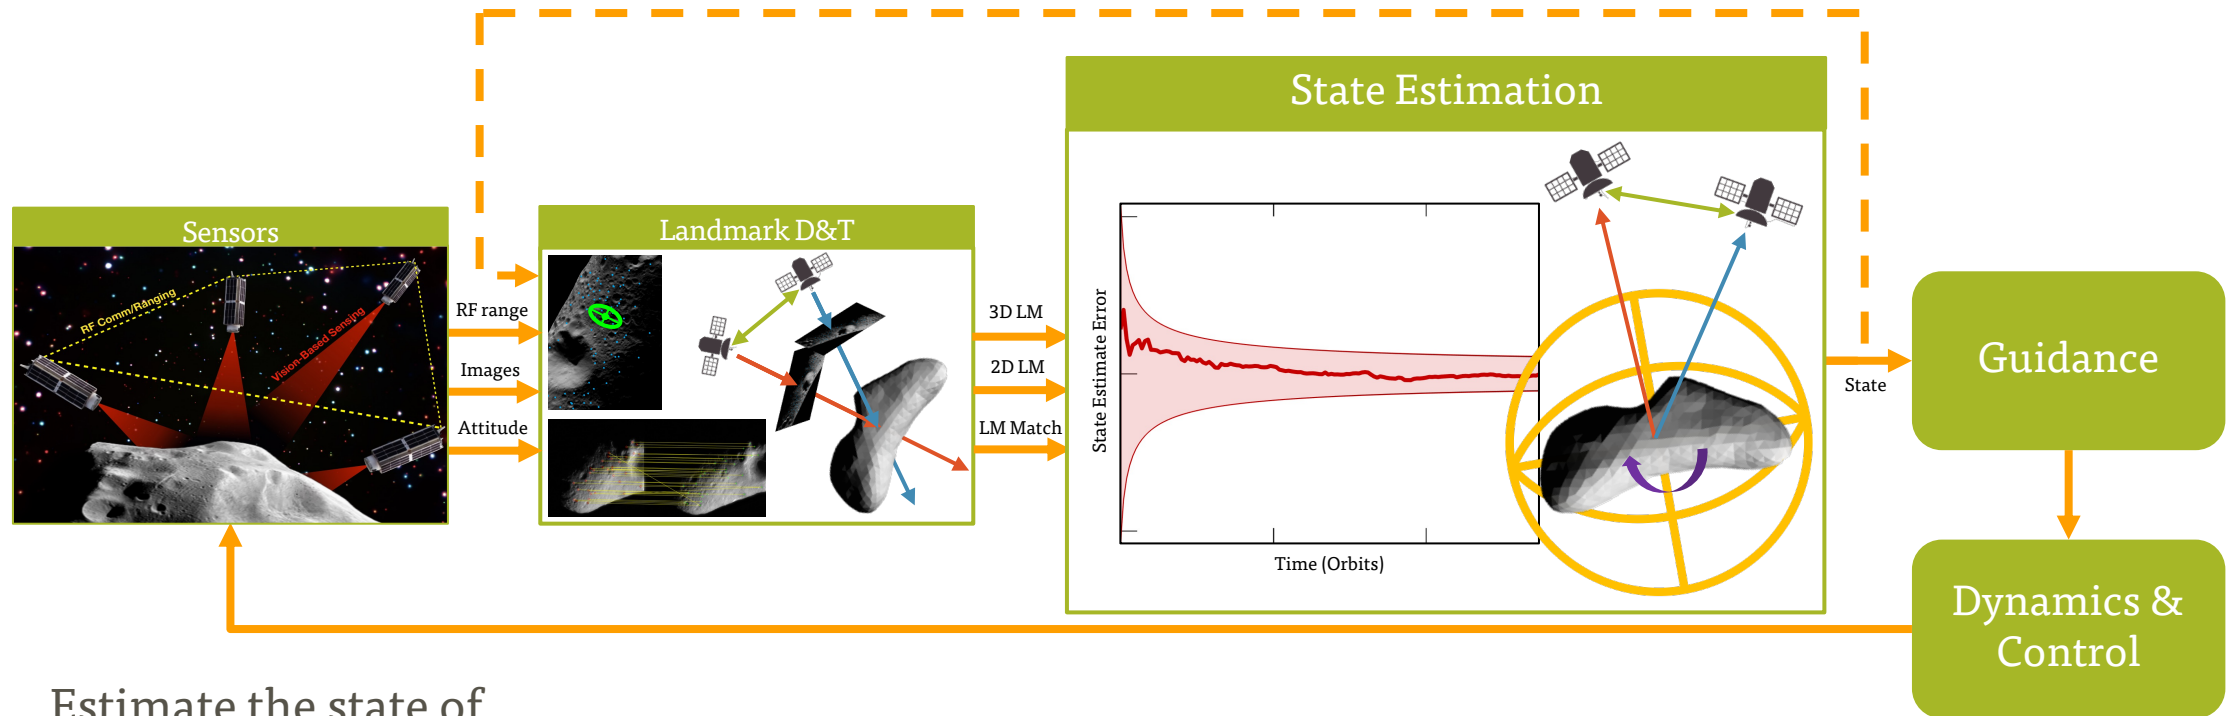 State Estimation
Sensors
RF Comm/Ranging
Vision-Based Sensing
RF range
Images
Attitude
Landmark D&T
3D LM
2D LM
LM Match
State Estimate Error
Time (Orbits)
State
Guidance
Dynamics &
Control
Estimate the state of